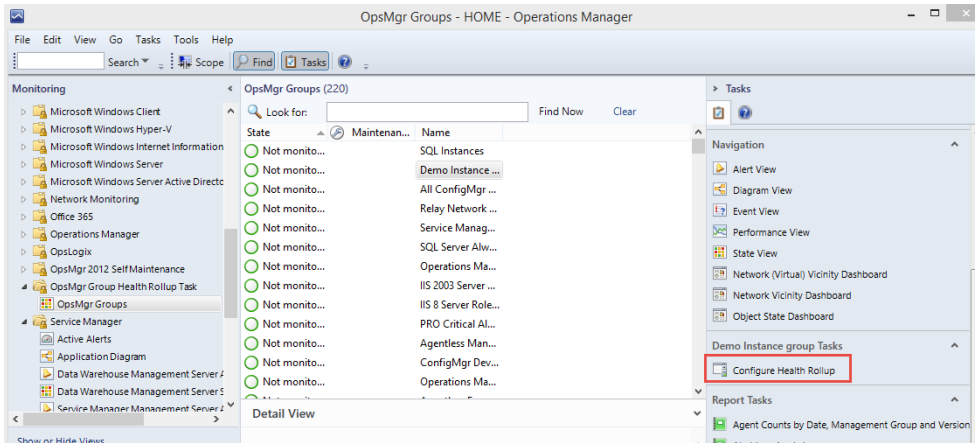 OpsMgr Groups - HOME - Operations Manager
File Edit View Go Tasks Tools Help
Search Scope Find Tasks
Monitoring
Microsoft Windows Client
Microsoft Windows Hyper-V
Microsoft Windows Internet Information
Microsoft Windows Server
Microsoft Windows Server Active Directo
Network Monitoring
Office 365
Operations Manager
OpsLogix
OpsMgr 2012 Self Maintenance
OpsMgr Group Health Rollup Task
OpsMgr Groups
Service Manager
Active Alerts
Application Diagram
Data Warehouse Management Server A
Data Warehouse Management Server S
Service Manager Management Server A
Show or Hide Views
OpsMgr Groups (220)
Look for: Find Now Clear
State Maintenan... Name
Not monito... SQL Instances
Not monito... Demo Instance ...
Not monito... All ConfigMgr ...
Not monito... Relay Network ...
Not monito... Service Manag...
Not monito... SQL Server Alw...
Not monito... Operations Ma...
Not monito... IIS 2003 Server ...
Not monito... IIS 8 Server Role...
Not monito... PRO Critical Al...
Not monito... Agentless Man...
Not monito... ConfigMgr Dev...
Not monito... Operations Ma...
Detail View
Tasks
Navigation
Alert View
Diagram View
Event View
Performance View
State View
Network (Virtual) Vicinity Dashboard
Network Vicinity Dashboard
Object State Dashboard
Demo Instance group Tasks
Configure Health Rollup
Report Tasks
Agent Counts by Date, Management Group and Version